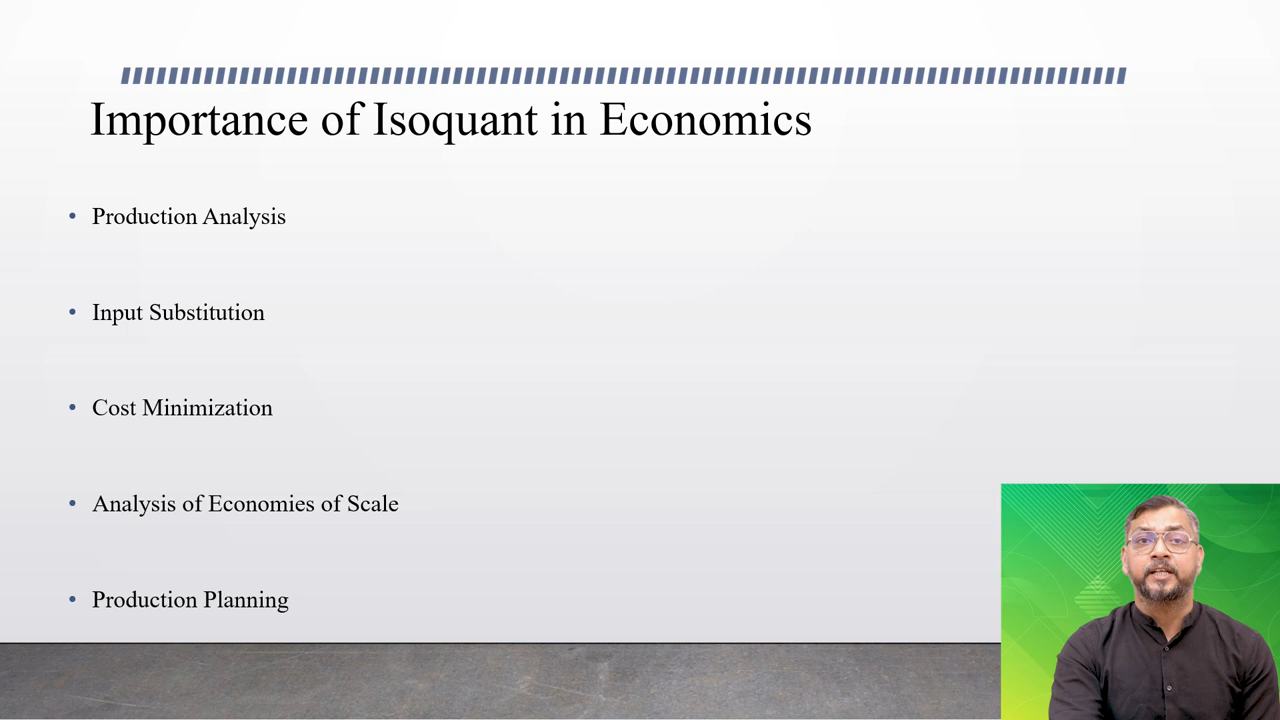 Importance of Isoquant in Economics
• Production Analysis
• Input Substitution
• Cost Minimization
• Analysis of Economies of Scale
• Production Planning